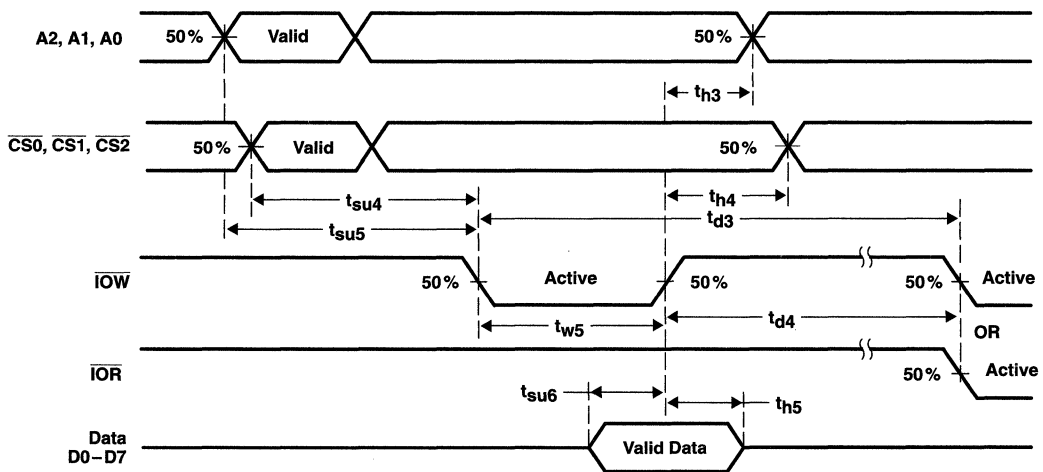 A2, A1, A0 50% Valid 50%
th3
CS0, CS1, CS2 50% Valid 50%
tsu4 th4
td3
tsu5
IOW 50% Active 50% 50% Active
tw5 td4
OR
IOR 50% Active
tsu6 th5
Data
D0–D7 Valid Data